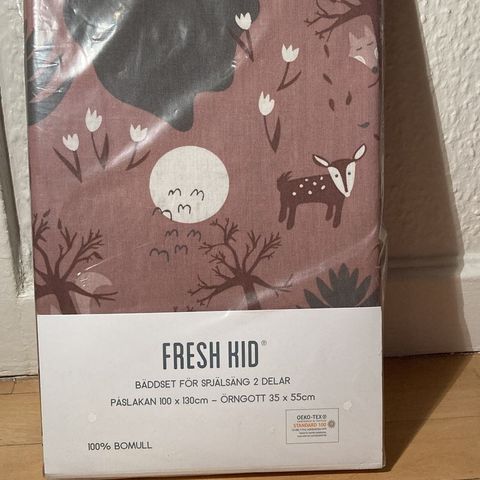 FRESH KID®
BÄDDSET FÖR SPJÄLSÄNG 2 DELAR
PÅSLAKAN 100 x 130cm – ÖRNGOTT 35 x 55cm
100% BOMULL
OEKO-TEX®
STANDARD 100